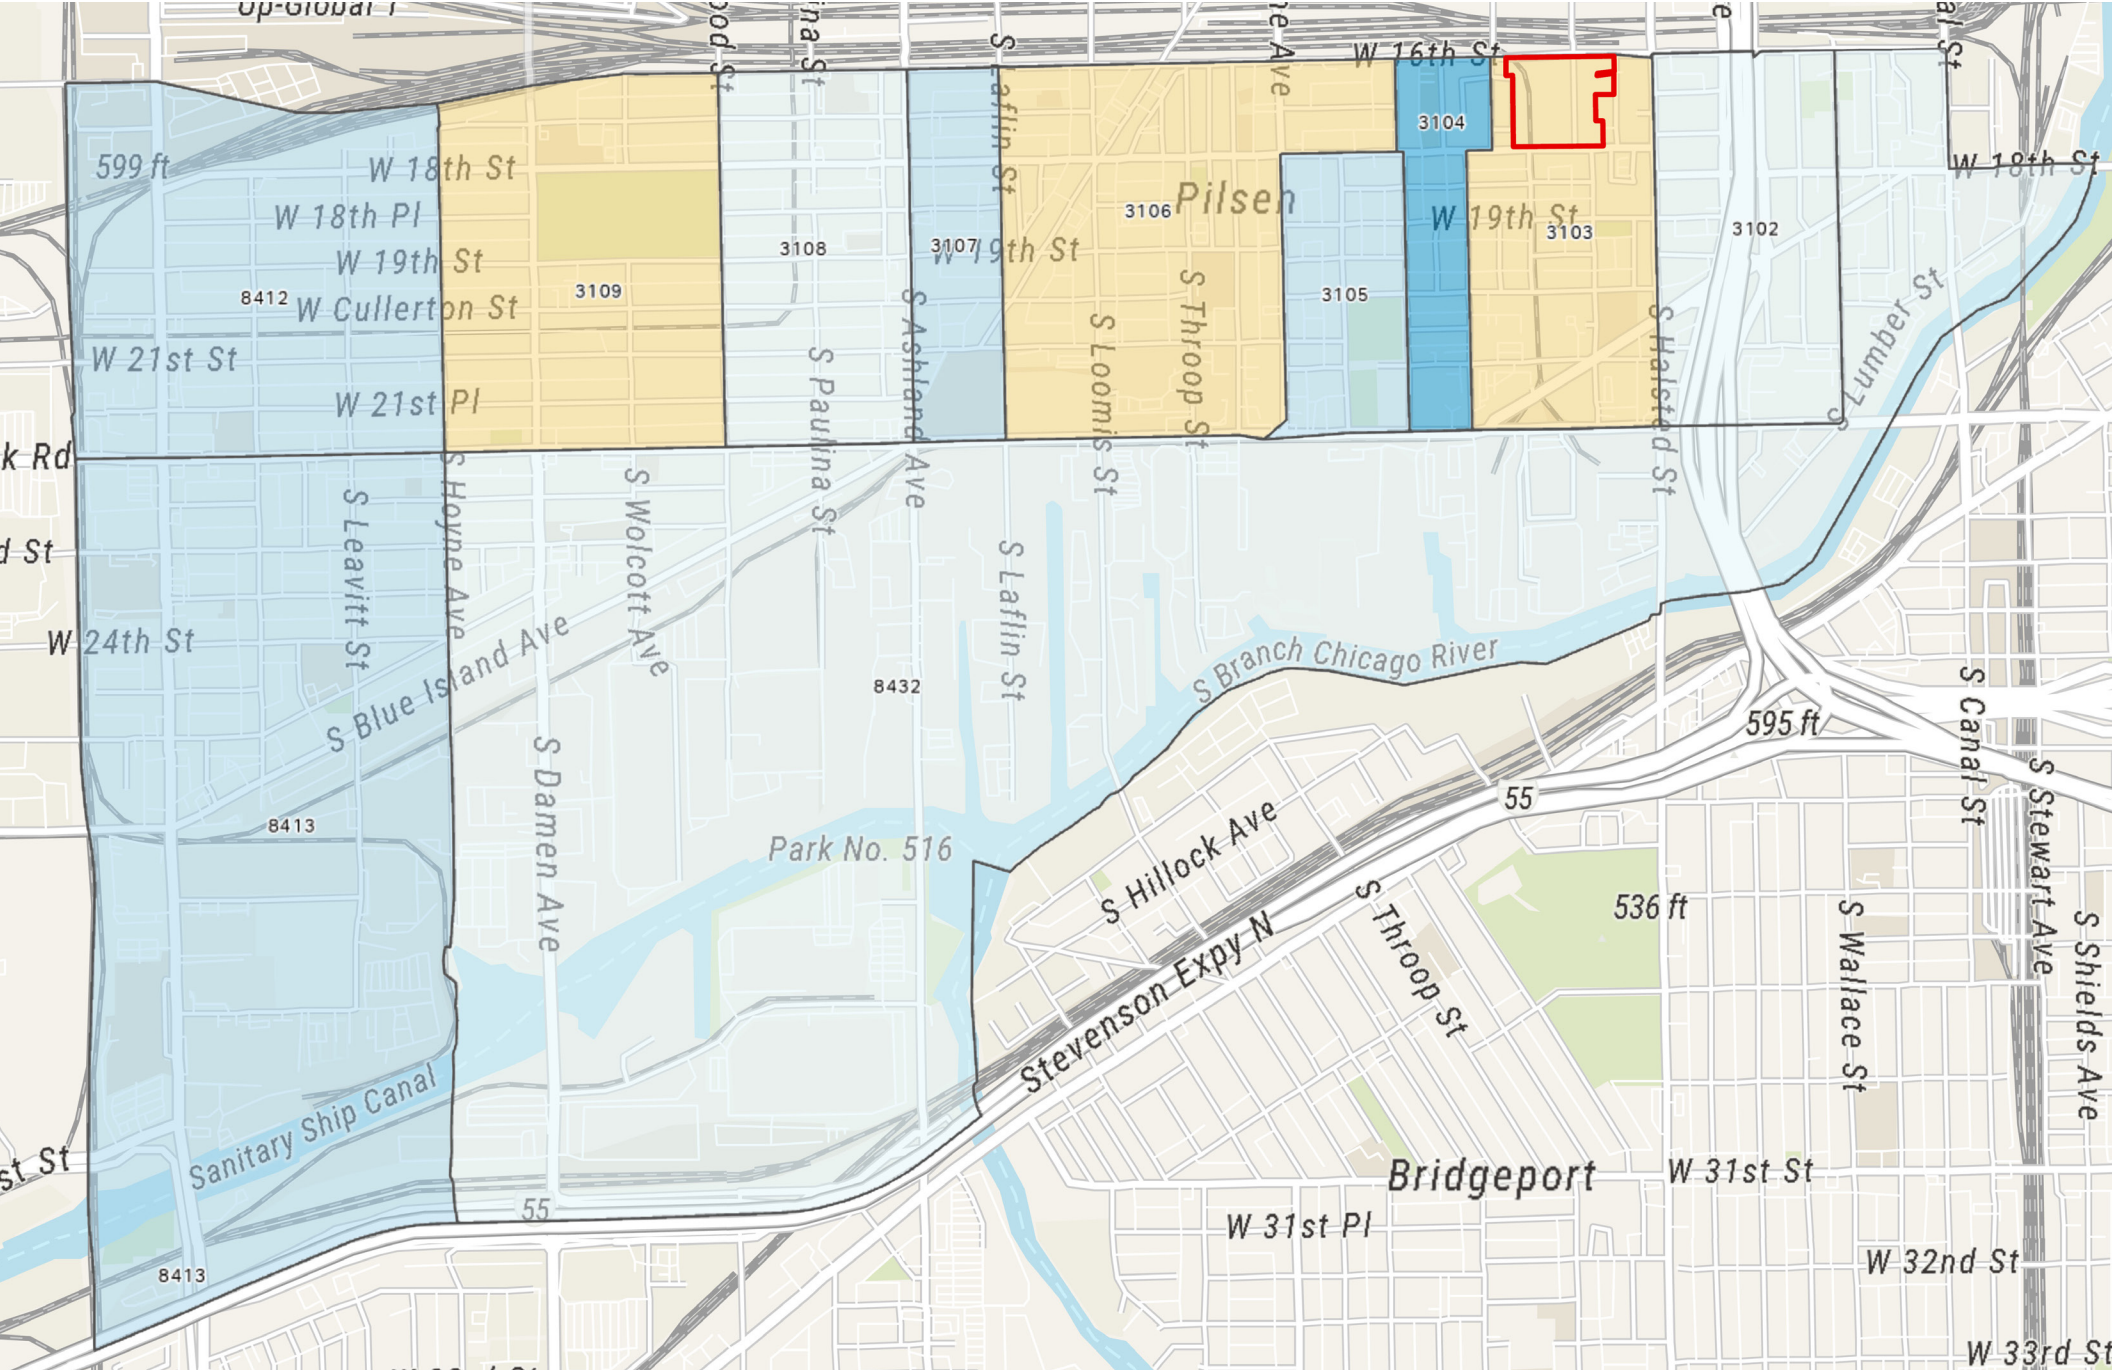 W 16th St
S Laflin St
3104
599 ft
W 18th St
W 18th St
W 18th Pl
Pilsen
3106
W 19th St
3103
3102
3108
3107
W 19th St
W 19th St
3109
3105
8412
W Cullerton St
W 21st St
W 21st Pl
S Paulina St
S Ashland Ave
S Loomis St
S Throop St
S Halsted St
S Lumber St
k Rd
d St
S Leavitt St
S Hoyne Ave
S Wolcott Ave
S Laflin St
W 24th St
S Blue Island Ave
8432
S Branch Chicago River
595 ft
S Canal St
S Damen Ave
55
8413
Park No. 516
S Hillock Ave
S Throop St
536 ft
S Wallace St
S Stewart Ave
S Shields Ave
Stevenson Expy N
Sanitary Ship Canal
st St
Bridgeport
W 31st St
55
W 31st Pl
8413
W 32nd St
W 33rd St